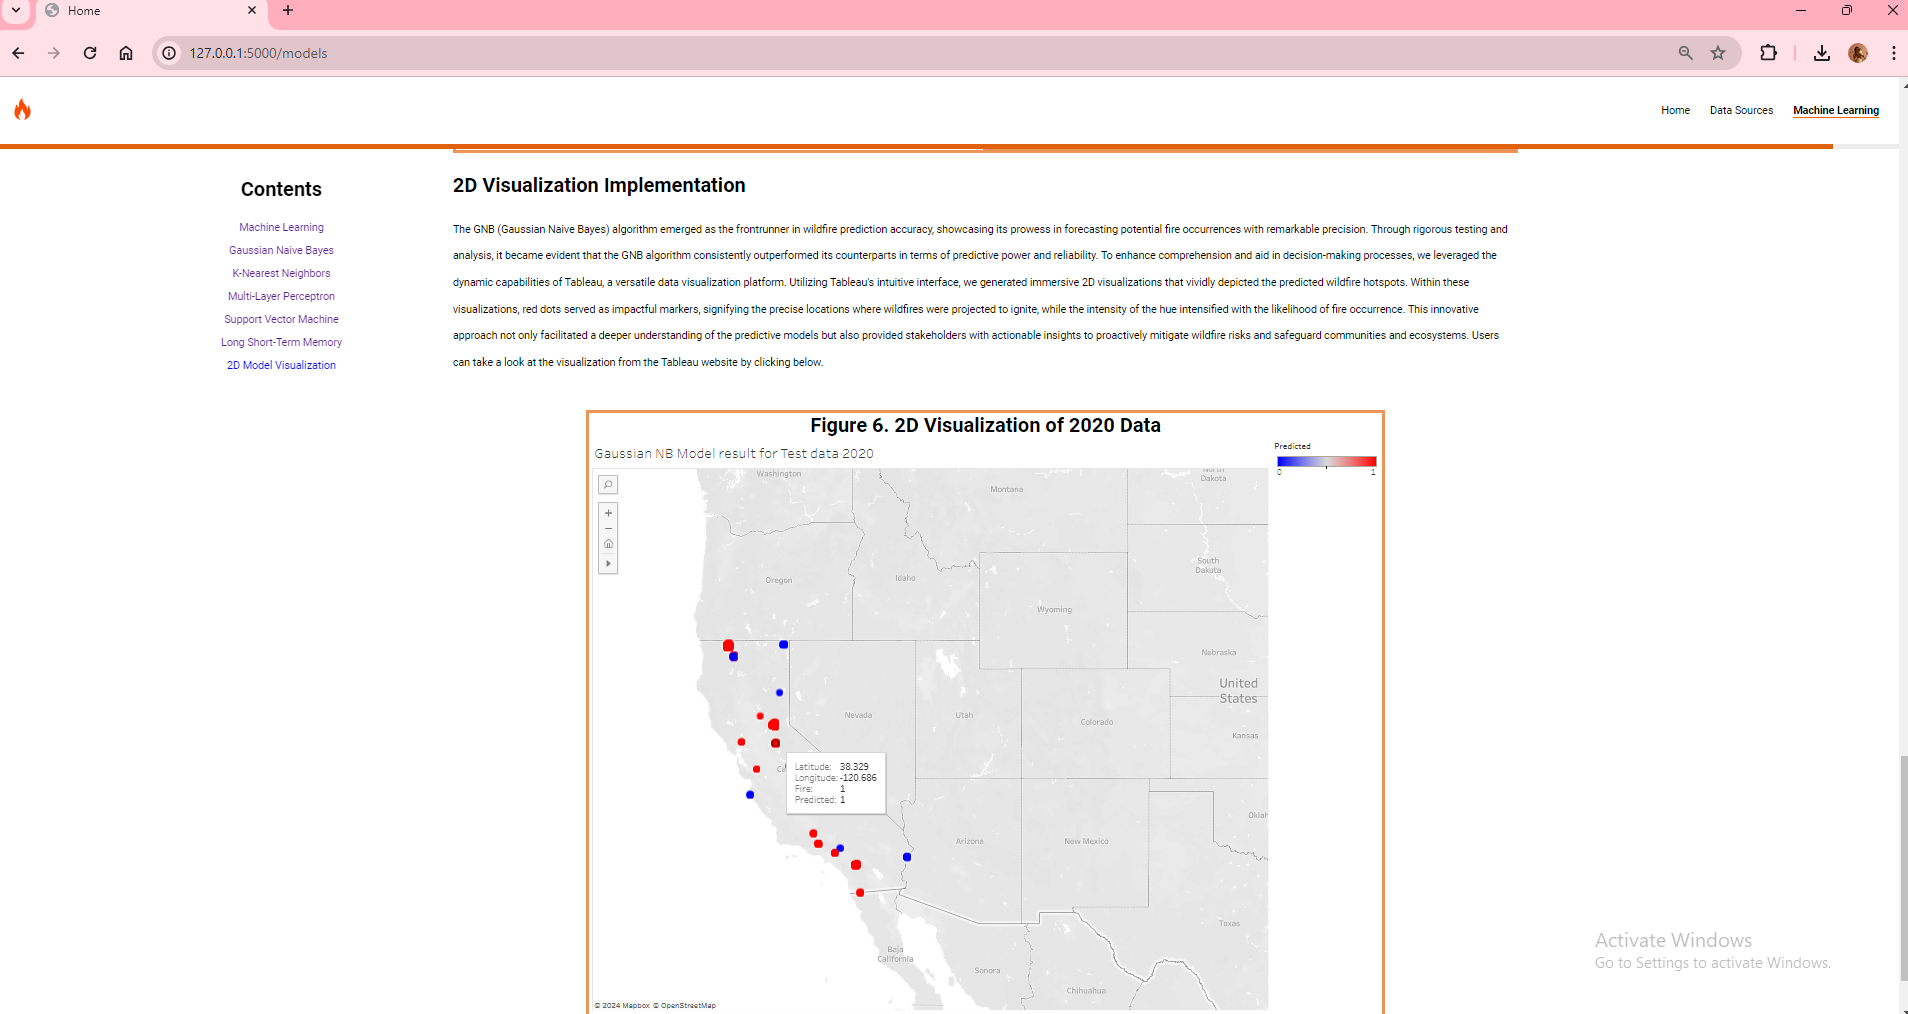 Home
127.0.0.1:5000/models
Home
Data Sources
Machine Learning
Contents
Machine Learning
Gaussian Naive Bayes
K-Nearest Neighbors
Multi-Layer Perceptron
Support Vector Machine
Long Short-Term Memory
2D Model Visualization
2D Visualization Implementation
The GNB (Gaussian Naive Bayes) algorithm emerged as the frontrunner in wildfire prediction accuracy, showcasing its prowess in forecasting potential fire occurrences with remarkable precision. Through rigorous testing and
analysis, it became evident that the GNB algorithm consistently outperformed its counterparts in terms of predictive power and reliability. To enhance comprehension and aid in decision-making processes, we leveraged the
dynamic capabilities of Tableau, a versatile data visualization platform. Utilizing Tableau's intuitive interface, we generated immersive 2D visualizations that vividly depicted the predicted wildfire hotspots. Within these
visualizations, red dots served as impactful markers, signifying the precise locations where wildfires were projected to ignite, while the intensity of the hue intensified with the likelihood of fire occurrence. This innovative
approach not only facilitated a deeper understanding of the predictive models but also provided stakeholders with actionable insights to proactively mitigate wildfire risks and safeguard communities and ecosystems. Users
can take a look at the visualization from the Tableau website by clicking below.
Figure 6. 2D Visualization of 2020 Data
Gaussian NB Model result for Test data 2020
Predicted
0
1
Washington
Montana
North
Dakota
Oregon
Idaho
South
Dakota
Wyoming
Nebraska
United
States
Nevada
Utah
Colorado
Kansas
Ca
Latitude: 38.329
Longitude: -120.686
Fire: 1
Predicted: 1
Oklah
Arizona
New Mexico
Texas
Baja
California
Sonora
Chihuahua
© 2024 Mapbox © OpenStreetMap
Activate Windows
Go to Settings to activate Windows.